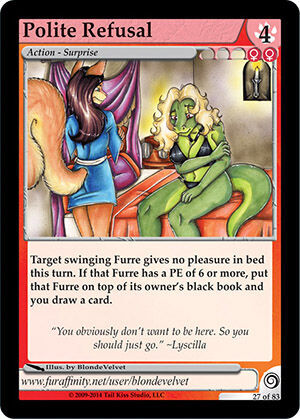 Polite Refusal
4
Action - Surprise
Target swinging Furre gives no pleasure in bed
this turn. If that Furre has a PE of 6 or more, put
that Furre on top of its owner's black book and
you draw a card.
"You obviously don't want to be here. So you
should just go." ~Lyscilla
Illus. by BlondeVelvet
www.furaffinity.net/user/blondevelvet
© 2009-2014 Tail Kiss Studio, LLC
27 of 83